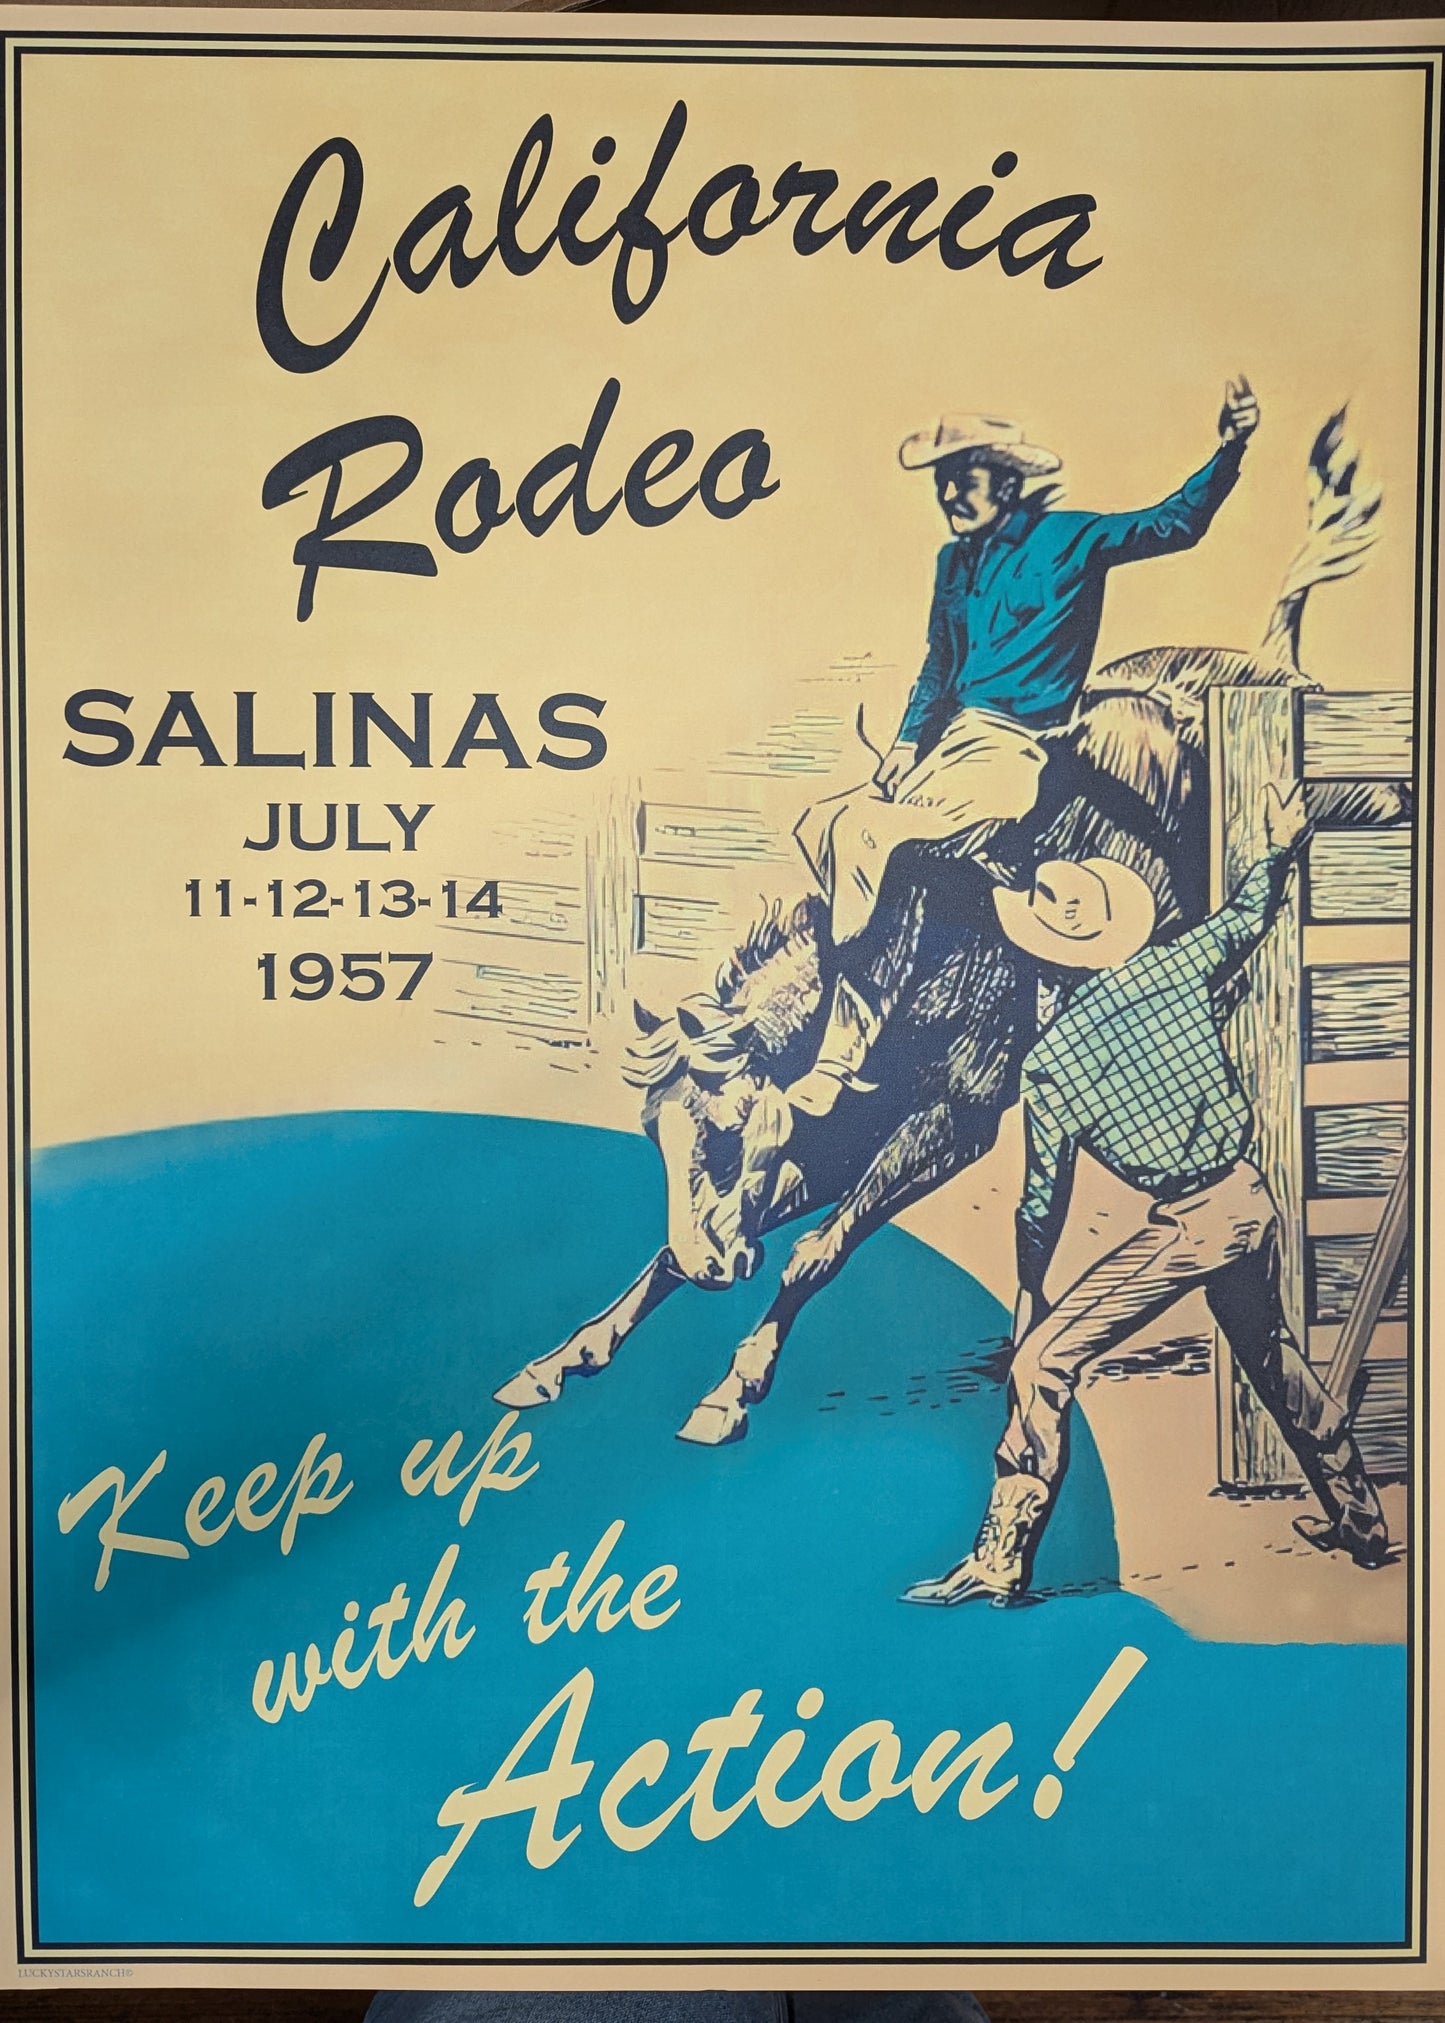 California
Rodeo
SALINAS
JULY
11-12-13-14
1957
Keep up
with the
Action!
LUCKYSTARSRANCH©